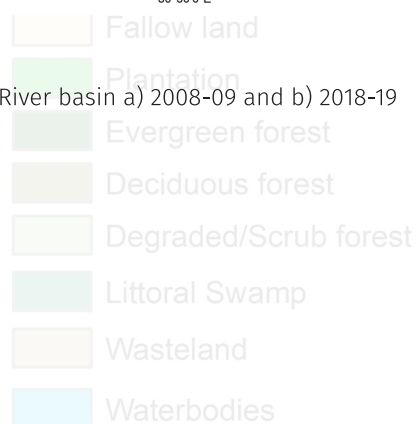 Fallow land
Plantation
River basin a) 2008-09 and b) 2018-19
Evergreen forest
Deciduous forest
Degraded/Scrub forest
Littoral Swamp
Wasteland
Waterbodies